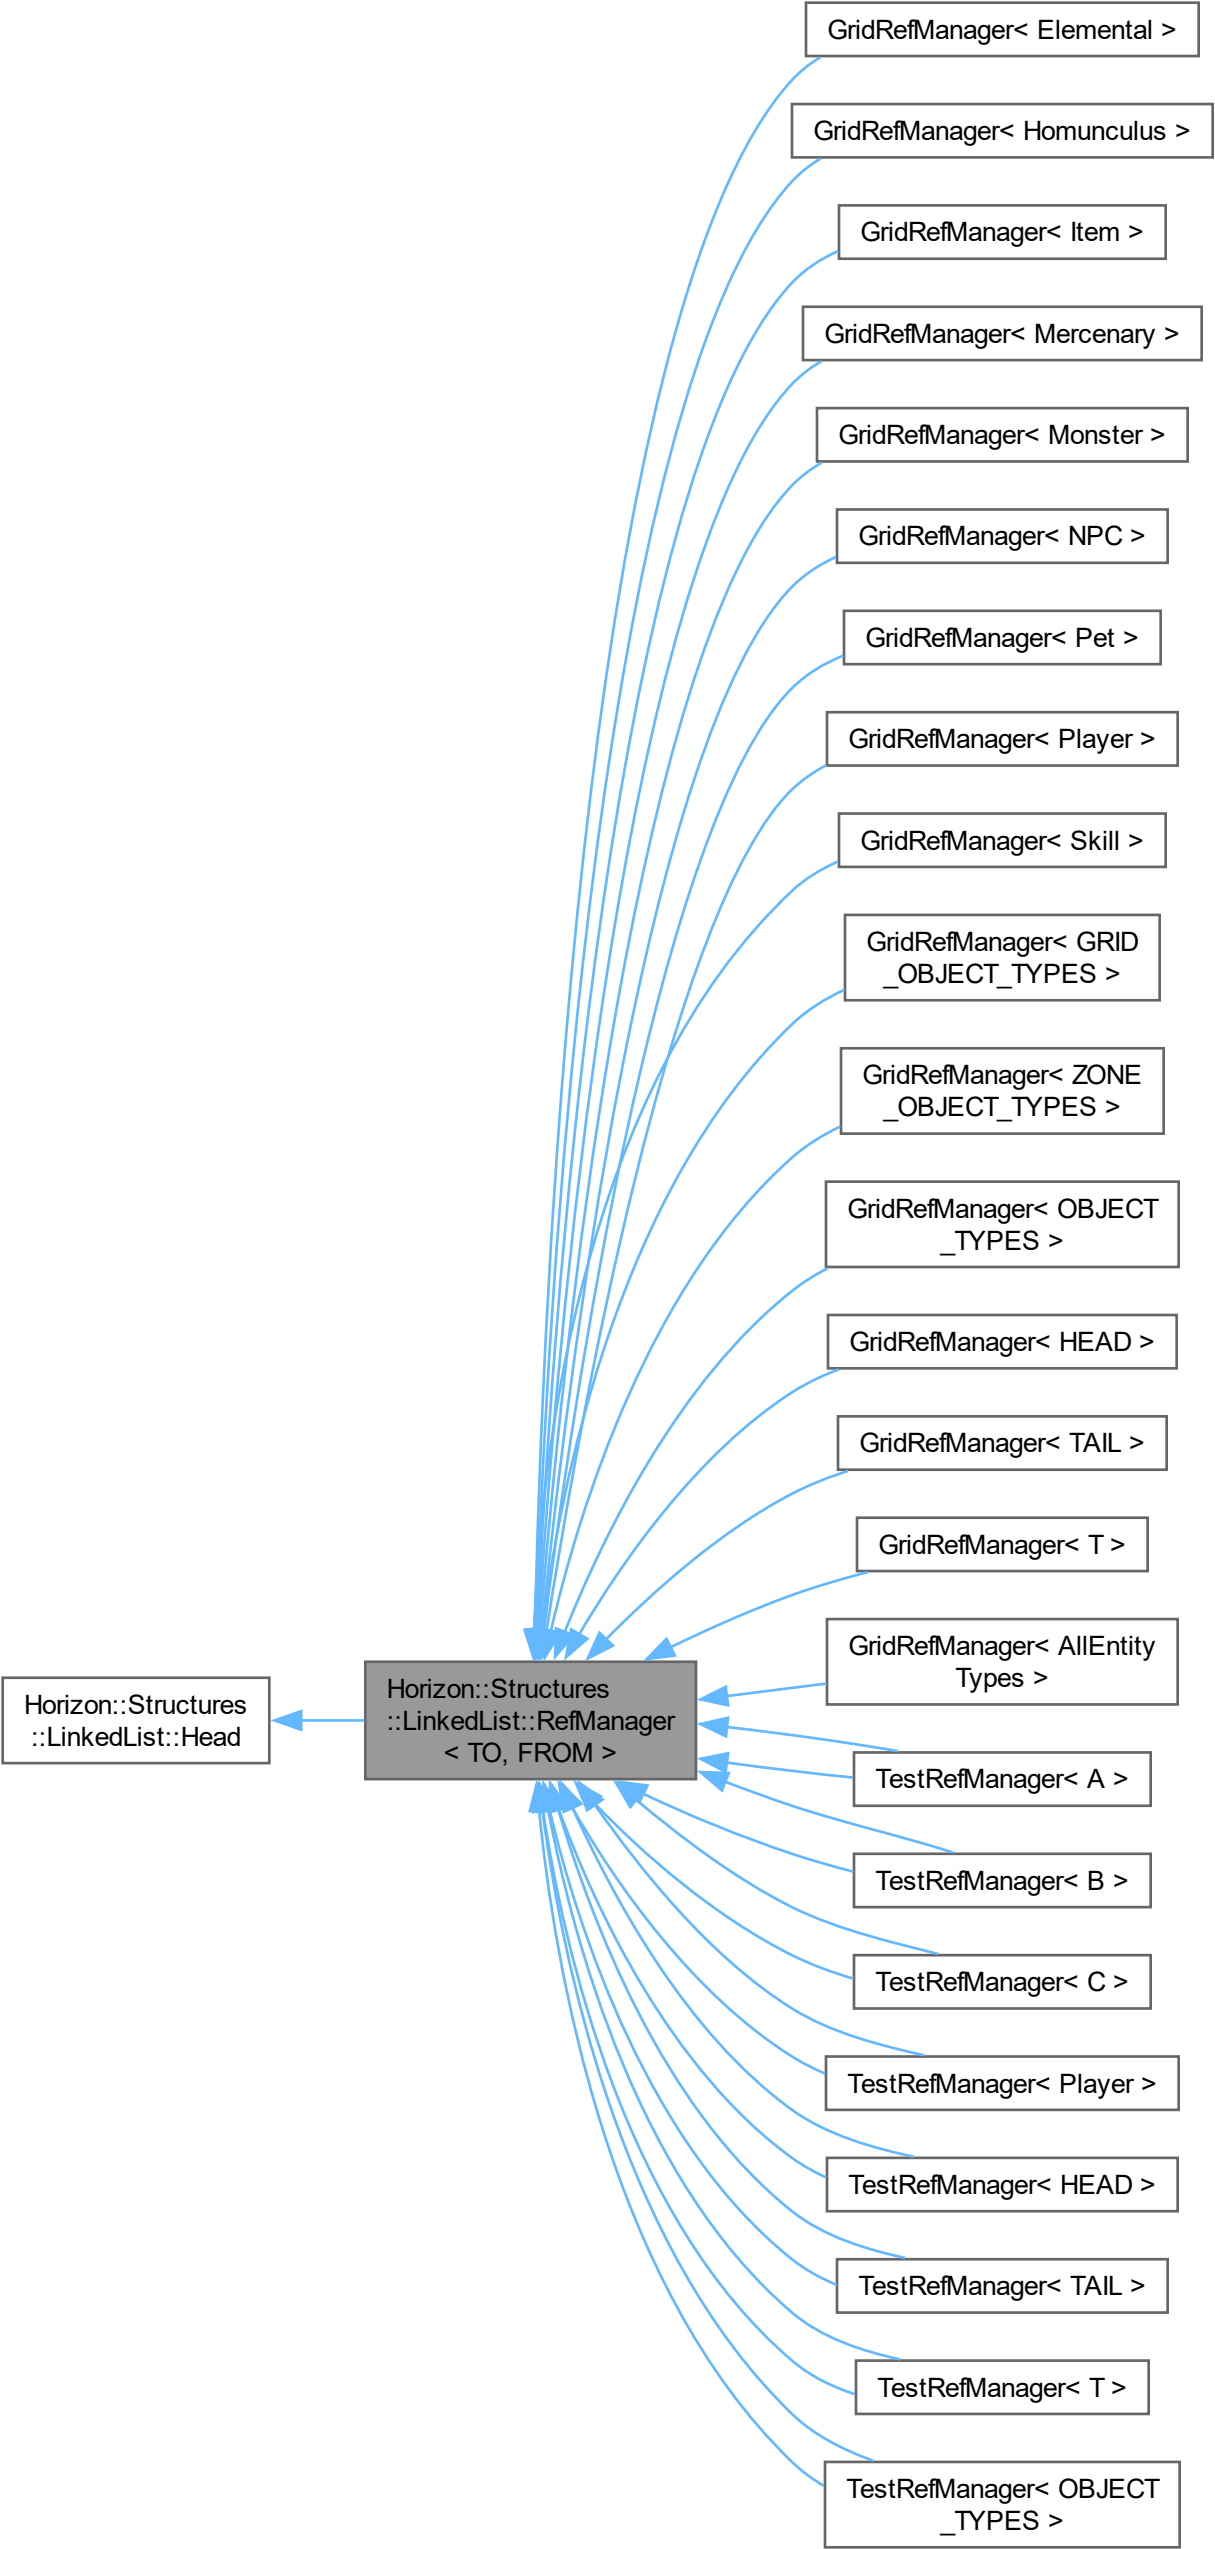 GridRefManager< Elemental >
GridRefManager< Homunculus >
GridRefManager< Item >
GridRefManager< Mercenary >
GridRefManager< Monster >
GridRefManager< NPC >
GridRefManager< Pet >
GridRefManager< Player >
GridRefManager< Skill >
GridRefManager< GRID
_OBJECT_TYPES >
GridRefManager< ZONE
_OBJECT_TYPES >
GridRefManager< OBJECT
_TYPES >
GridRefManager< HEAD >
GridRefManager< TAIL >
GridRefManager< T >
GridRefManager< AllEntity
Types >
Horizon::Structures
::LinkedList::Head
Horizon::Structures
::LinkedList::RefManager
< TO, FROM >
TestRefManager< A >
TestRefManager< B >
TestRefManager< C >
TestRefManager< Player >
TestRefManager< HEAD >
TestRefManager< TAIL >
TestRefManager< T >
TestRefManager< OBJECT
_TYPES >